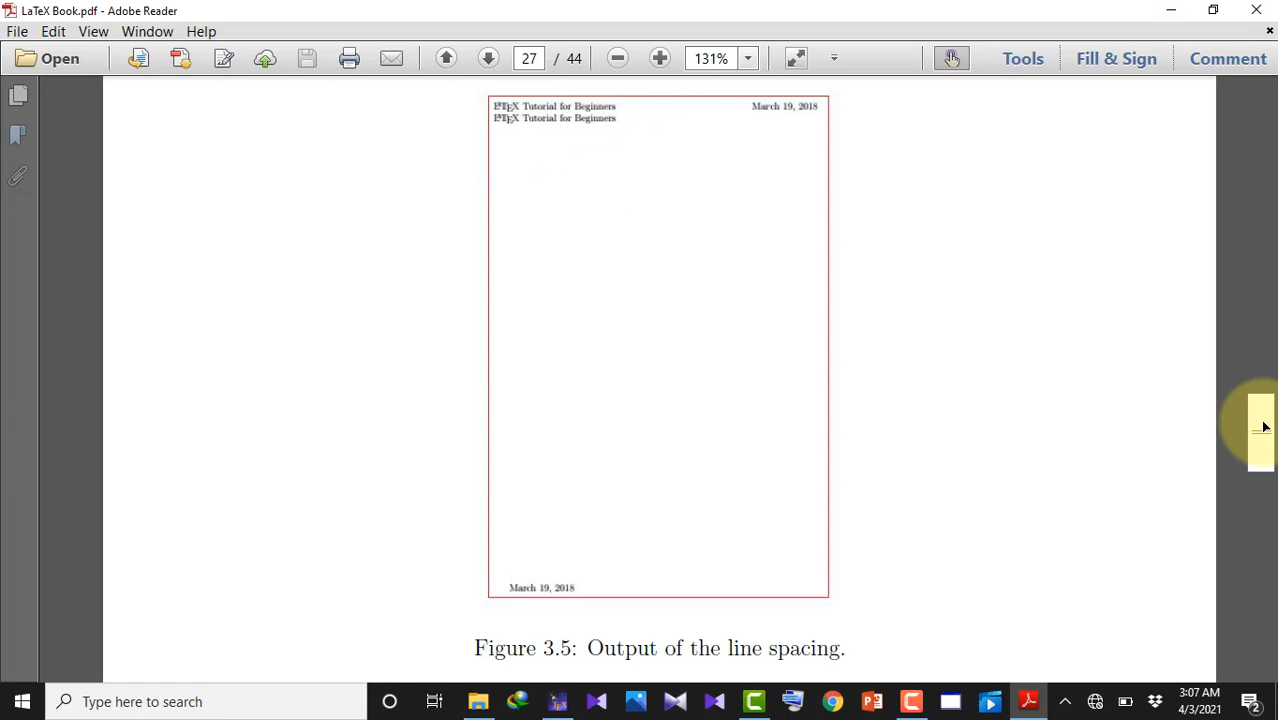 LaTeX Book.pdf - Adobe Reader
File Edit View Window Help
Open 27 / 44 131% Tools Fill & Sign Comment
LATEX Tutorial for Beginners March 19, 2018
LATEX Tutorial for Beginners
March 19, 2018
Figure 3.5: Output of the line spacing.
Type here to search
3:07 AM
4/3/2021
2